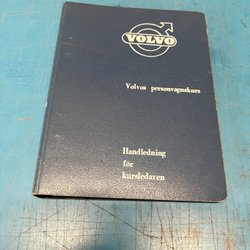 VOLVO
Volvos personvagnskurs
Handledning
för
kursledaren